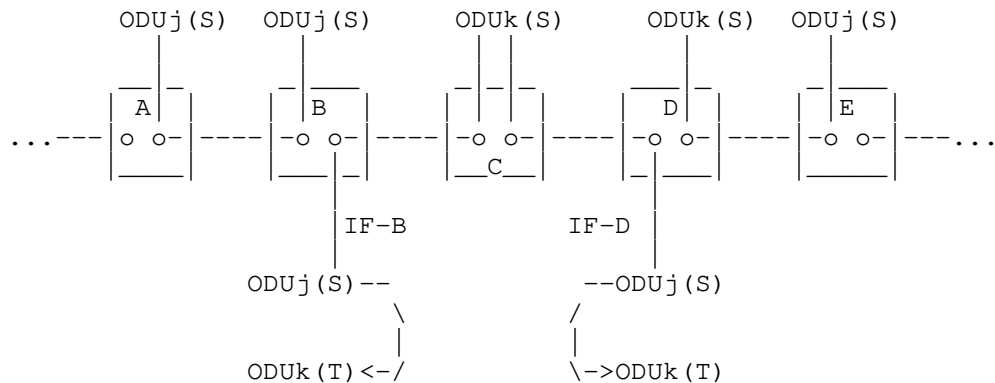 ODUj(S) ODUj(S) ODUk(S) ODUk(S) ODUj(S)
A B D E
...---|o o-|----|-o o-|----|-o o-|----|-o o-|----|-o o-|---...
C
IF-B IF-D
ODUj(S)-- --ODUj(S)
ODUk(T)<-/ \->ODUk(T)